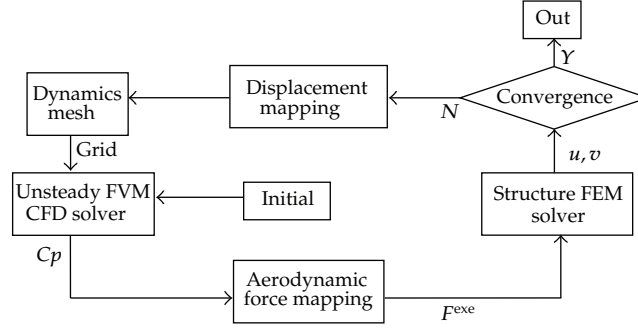 Out
Y
Displacement
mapping
Dynamics
mesh
Convergence
N
Grid
u, v
Unsteady FVM
CFD solver
Initial
Structure FEM
solver
Cp
Aerodynamic
force mapping
F^exe